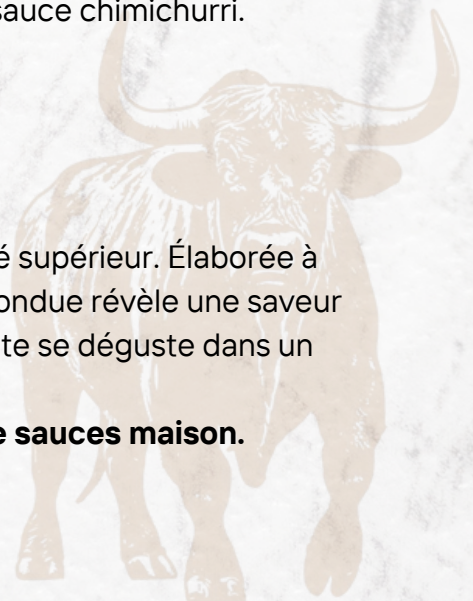 sauce chimichurri.
é supérieur. Élaborée à
ondue révèle une saveur
te se déguste dans un
e sauces maison.